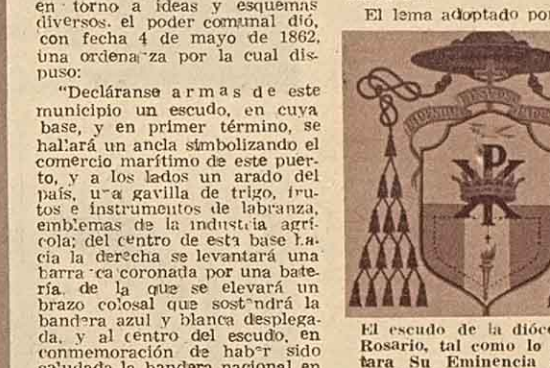 en torno a ideas y esquemas
diversos. el poder comunal dió,
con fecha 4 de mayo de 1862,
una ordenanza por la cual dis-
puso:
"Decláranse armas de este
municipio un escudo, en cuya
base, y en primer término, se
hallará un ancla simbolizando el
comercio marítimo de este puer-
to, y a los lados un arado del
país, una gavilla de trigo, fru-
tos e instrumentos de labranza,
emblemas de la industria agrí-
cola; del centro de esta base ha-
cia la derecha se levantará una
barranca coronada por una bate-
ría. de la que se elevará un
brazo colosal que sostendrá la
bandera azul y blanca desplega-
da, y al centro del escudo, en
conmemoración de haber sido
saludada la bandera nacional en
El lema adoptado por
El escudo de la dióce
Rosario, tal como lo
tara Su Eminencia